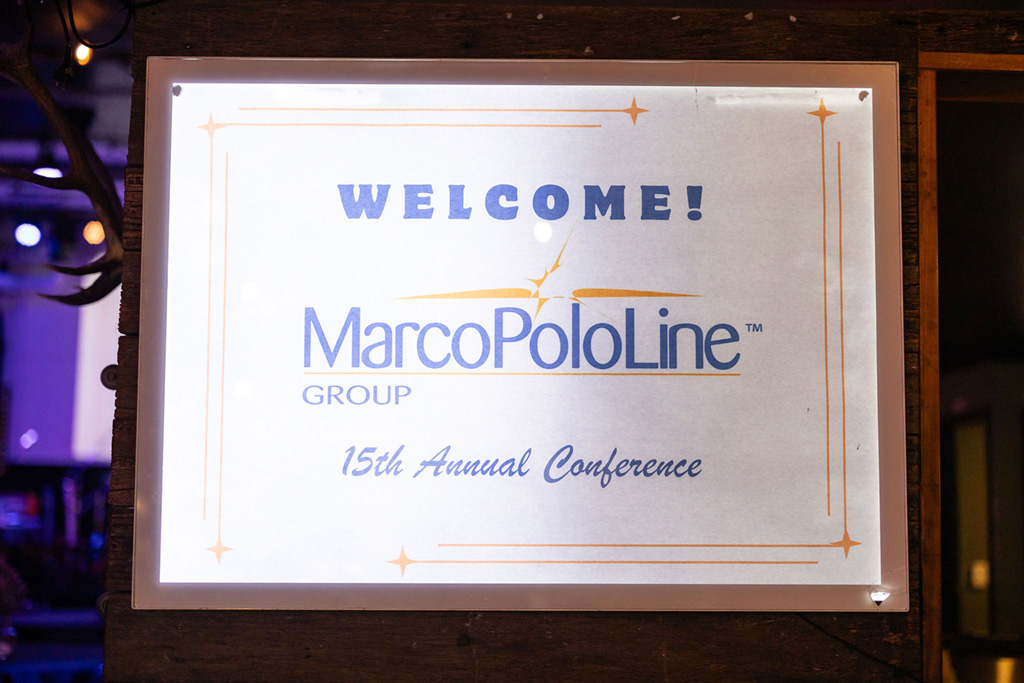 WELCOME!
MarcoPoloLine™
GROUP
15th Annual Conference